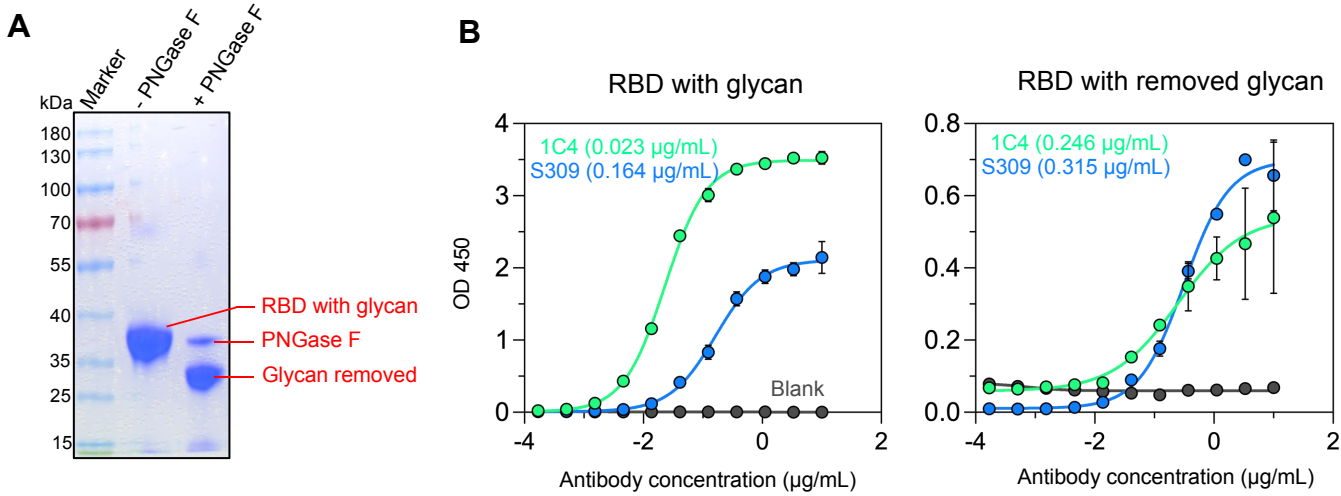 A
Marker
- PNGase F
+ PNGase F
kDa
180
130
100
70
55
40
35
25
15
RBD with glycan
PNGase F
Glycan removed
B
RBD with glycan
1C4 (0.023 µg/mL)
S309 (0.164 µg/mL)
Blank
OD 450
4
3
2
1
0
-4
-2
0
2
Antibody concentration (µg/mL)
RBD with removed glycan
1C4 (0.246 µg/mL)
S309 (0.315 µg/mL)
0.8
0.6
0.4
0.2
0.0
-4
-2
0
2
Antibody concentration (µg/mL)